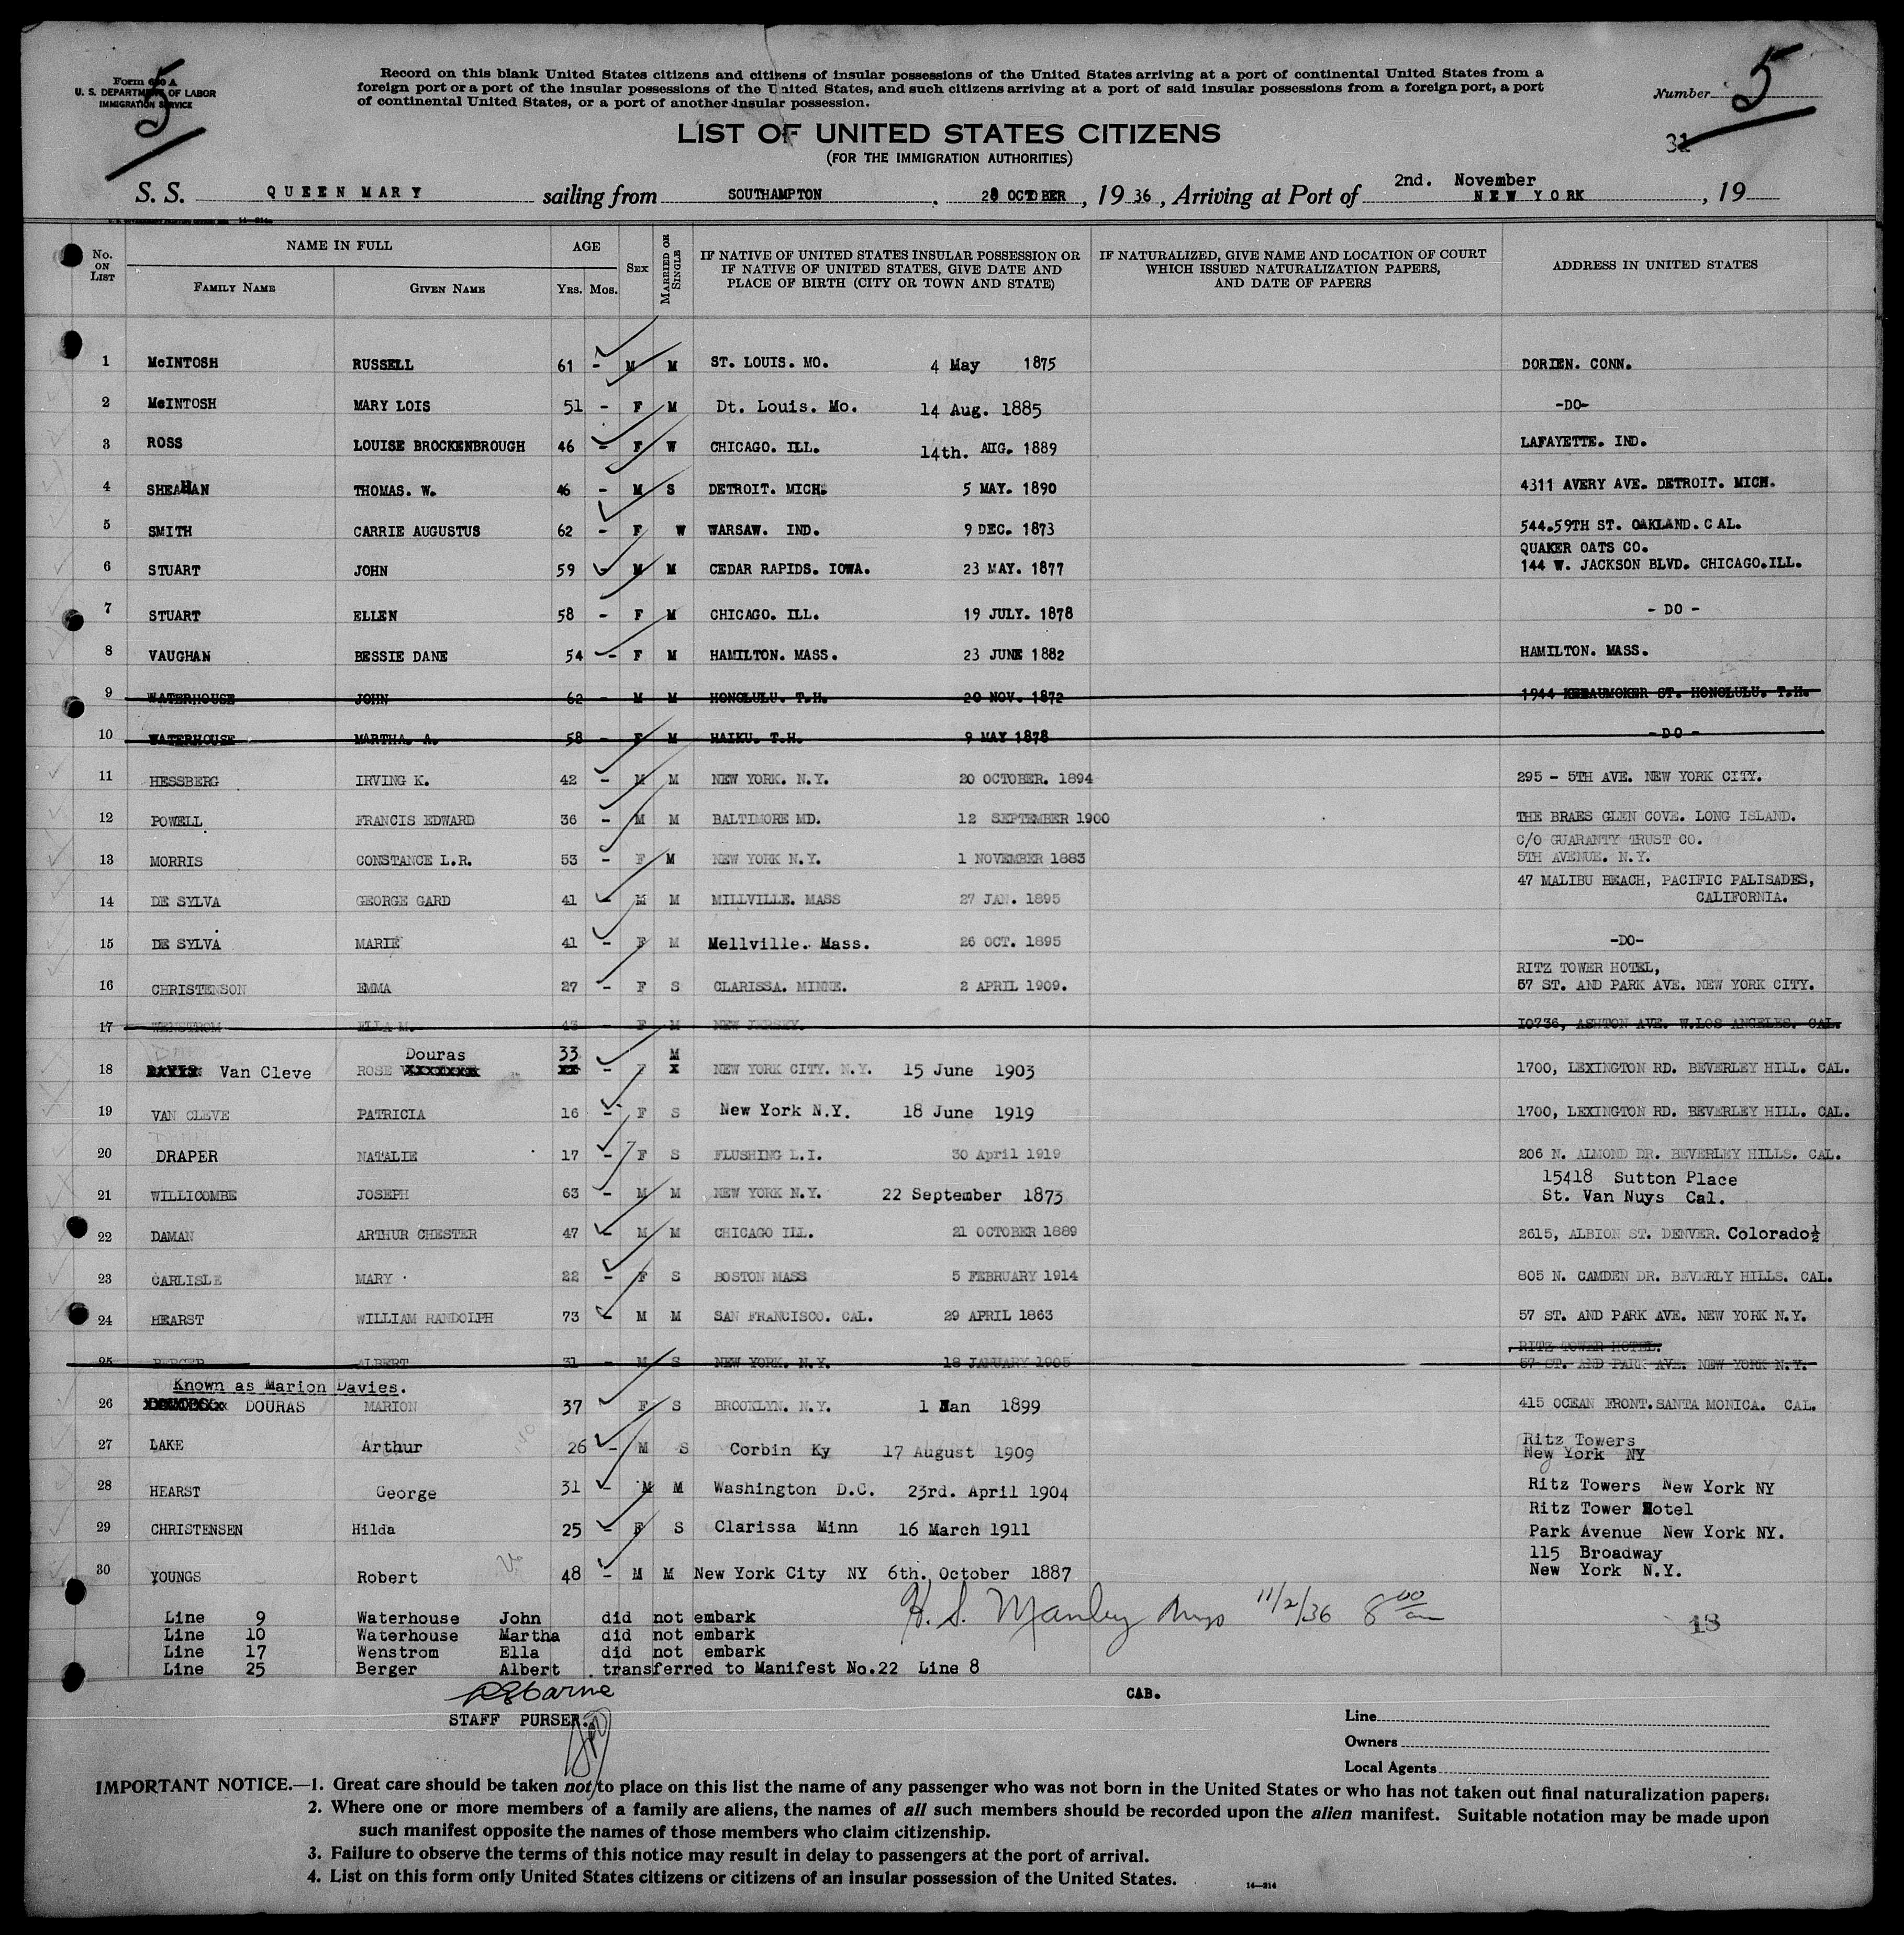 Form 630 A
U. S. DEPARTMENT OF LABOR
IMMIGRATION SERVICE
5
Record on this blank United States citizens and citizens of insular possessions of the United States arriving at a port of continental United States from a
foreign port or a port of the insular possessions of the United States, and such citizens arriving at a port of said insular possessions from a foreign port, a port
of continental United States, or a port of another insular possession.
Number 5
31
LIST OF UNITED STATES CITIZENS
(FOR THE IMMIGRATION AUTHORITIES)
S. S. QUEEN MARY sailing from SOUTHAMPTON, 28 OCTOBER, 1936, Arriving at Port of 2nd. November NEW YORK, 19
No. ON LIST NAME IN FULL FAMILY NAME GIVEN NAME AGE YRS. MOS. SEX MARRIED OR SINGLE IF NATIVE OF UNITED STATES INSULAR POSSESSION OR IF NATIVE OF UNITED STATES, GIVE DATE AND PLACE OF BIRTH (CITY OR TOWN AND STATE) IF NATURALIZED, GIVE NAME AND LOCATION OF COURT WHICH ISSUED NATURALIZATION PAPERS, AND DATE OF PAPERS ADDRESS IN UNITED STATES
1 McINTOSH RUSSELL 61 - M M ST. LOUIS. MO. 4 May 1875 DORIEN. CONN.
2 McINTOSH MARY LOIS 51 - F M Dt. Louis. Mo. 14 Aug. 1885 -DO-
3 ROSS LOUISE BROCKENBROUGH 46 - F W CHICAGO. ILL. 14th. AUG. 1889 LAFAYETTE. IND.
4 SHEAHAN THOMAS. W. 46 - M S DETROIT. MICH. 5 MAY. 1890 4311 AVERY AVE. DETROIT. MICH.
5 SMITH CARRIE AUGUSTUS 62 - F W WARSAW. IND. 9 DEC. 1873 544.59TH ST. OAKLAND. CAL.
6 STUART JOHN 59 - M M CEDAR RAPIDS. IOWA. 23 MAY. 1877 QUAKER OATS CO. 144 W. JACKSON BLVD. CHICAGO.ILL.
7 STUART ELLEN 58 - F M CHICAGO. ILL. 19 JULY. 1878 - DO -
8 VAUGHAN BESSIE DANE 54 - F M HAMILTON. MASS. 23 JUNE 1882 HAMILTON. MASS.
9 WATERHOUSE JOHN 62 - M M HONOLULU. T.H. 20 NOV. 1872 1944 ST. HONOLULU. T.H.
10 WATERHOUSE MARTHA. A. 58 - F M HAIKU. T.H. 9 MAY 1878 - DO -
11 HESSBERG IRVING K. 42 - M M NEW YORK. N.Y. 20 OCTOBER. 1894 295 - 5TH AVE. NEW YORK CITY.
12 POWELL FRANCIS EDWARD 36 - M M BALTIMORE MD. 12 SEPTEMBER 1900 THE BRAES GLEN COVE. LONG ISLAND.
13 MORRIS CONSTANCE L.R. 53 - F M NEW YORK N.Y. 1 NOVEMBER 1883 C/O GUARANTY TRUST CO. 5TH AVENUE. N.Y.
14 DE SYLVA GEORGE GARD 41 - M M MILLVILLE. MASS 27 JAN. 1895 47 MALIBU BEACH, PACIFIC PALISADES, CALIFORNIA.
15 DE SYLVA MARIE 41 - F M Mellville. Mass. 26 OCT. 1895 -DO-
16 CHRISTENSON EMMA 27 - F S CLARISSA. MINNE. 2 APRIL 1909. RITZ TOWER HOTEL, 57 ST. AND PARK AVE. NEW YORK CITY.
17 WENSTROM ELLA M. 43 - F M NEW JERSEY. 10736, ASHTON AVE. W.LOS ANGELES. CAL.
18 DAVIS Van Cleve ROSE Douras 33 - F M NEW YORK CITY. N.Y. 15 June 1903 1700, LEXINGTON RD. BEVERLEY HILL. CAL.
19 VAN CLEVE PATRICIA 16 - F S New York N.Y. 18 June 1919 1700, LEXINGTON RD. BEVERLEY HILL. CAL.
20 DRAPER NATALIE 17 - F S FLUSHING L.I. 30 April 1919 206 N. ALMOND DR. BEVERLEY HILLS. CAL.
21 WILLICOMBE JOSEPH 63 - M M NEW YORK N.Y. 22 September 1873 15418 Sutton Place St. Van Nuys Cal.
22 DAMAN ARTHUR CHESTER 47 - M M CHICAGO ILL. 21 OCTOBER 1889 2615, ALBION ST. DENVER. Colorado½
23 CARLISLE MARY 22 - F S BOSTON MASS 5 FEBRUARY 1914 805 N. CAMDEN DR. BEVERLY HILLS. CAL.
24 HEARST WILLIAM RANDOLPH 73 - M M SAN FRANCISCO. CAL. 29 APRIL 1863 57 ST. AND PARK AVE. NEW YORK N.Y.
25 BERGER ALBERT 31 - M S NEW YORK. N.Y. 18 JANUARY 1905 RITZ TOWER HOTEL. 57 ST. AND PARK AVE. NEW YORK N.Y.
Known as Marion Davies.
26 DOURAS MARION 37 F S BROOKLYN. N.Y. 1 Jan 1899 415 OCEAN FRONT.SANTA MONICA. CAL.
27 LAKE Arthur 26 - M S Corbin Ky 17 August 1909 Ritz Towers New York NY
28 HEARST George 31 - M M Washington D.C. 23rd. April 1904 Ritz Towers New York NY
29 CHRISTENSEN Hilda 25 - F S Clarissa Minn 16 March 1911 Ritz Tower Hotel Park Avenue New York NY.
30 YOUNGS Robert 48 - M M New York City NY 6th. October 1887 115 Broadway New York N.Y.
Line 9 Waterhouse John did not embark
Line 10 Waterhouse Martha did not embark
Line 17 Wenstrom Ella did not embark
Line 25 Berger Albert . transferred to Manifest No.22 Line 8
H. S. Manley 11/2/36 8 00 am
18
STAFF PURSER.
CAB.
Line
Owners
Local Agents
IMPORTANT NOTICE.—1. Great care should be taken not to place on this list the name of any passenger who was not born in the United States or who has not taken out final naturalization papers.
2. Where one or more members of a family are aliens, the names of all such members should be recorded upon the alien manifest. Suitable notation may be made upon
such manifest opposite the names of those members who claim citizenship.
3. Failure to observe the terms of this notice may result in delay to passengers at the port of arrival.
4. List on this form only United States citizens or citizens of an insular possession of the United States.
14—214